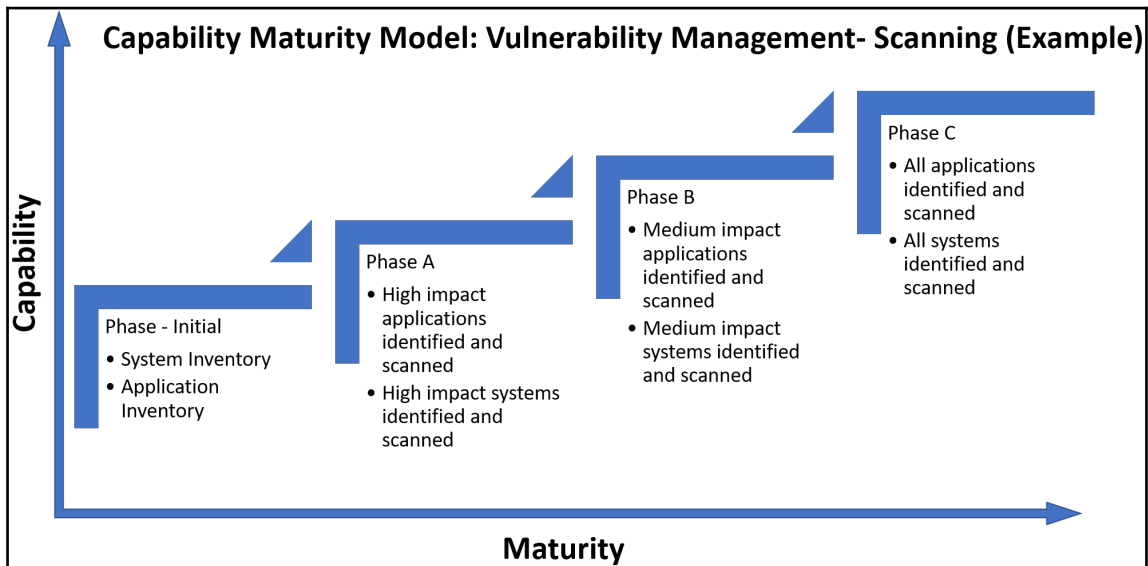 Capability Maturity Model: Vulnerability Management- Scanning (Example)
Capability
Phase - Initial
• System Inventory
• Application
Inventory
Phase A
• High impact
applications
identified and
scanned
• High impact systems
identified and
scanned
Phase B
• Medium impact
applications
identified and
scanned
• Medium impact
systems identified
and scanned
Phase C
• All applications
identified and
scanned
• All systems
identified and
scanned
Maturity